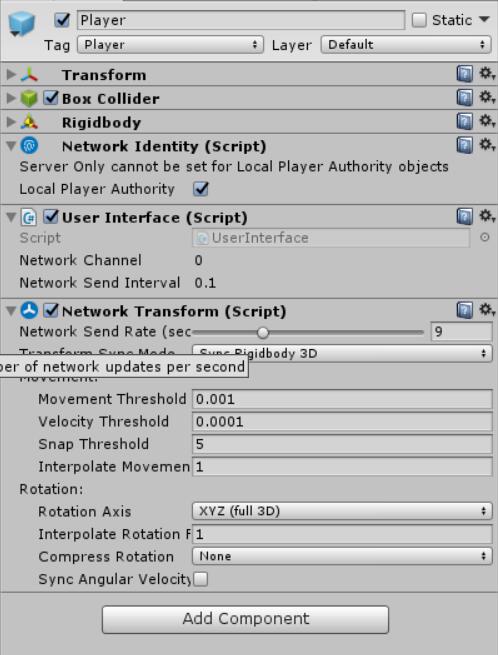 Player Static
Tag Player Layer Default
Transform
Box Collider
Rigidbody
Network Identity (Script)
Server Only cannot be set for Local Player Authority objects
Local Player Authority
User Interface (Script)
Script UserInterface
Network Channel 0
Network Send Interval 0.1
Network Transform (Script)
Network Send Rate (sec 9
Transform Sync Mode Sync Rigidbody 3D
ber of network updates per second
Movement:
Movement Threshold 0.001
Velocity Threshold 0.0001
Snap Threshold 5
Interpolate Movemen 1
Rotation:
Rotation Axis XYZ (full 3D)
Interpolate Rotation F 1
Compress Rotation None
Sync Angular Velocity
Add Component